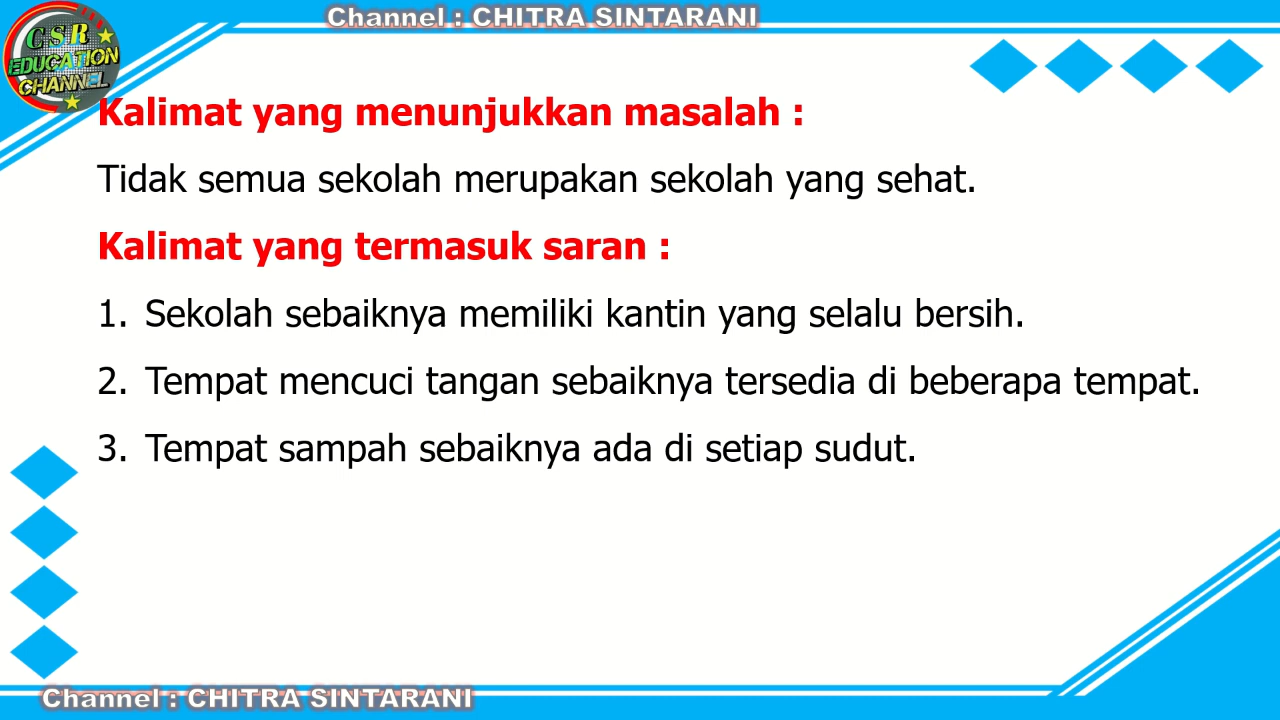 Channel : CHITRA SINTARANI
CSR
EDUCATION
CHANNEL
Kalimat yang menunjukkan masalah :
Tidak semua sekolah merupakan sekolah yang sehat.
Kalimat yang termasuk saran :
1. Sekolah sebaiknya memiliki kantin yang selalu bersih.
2. Tempat mencuci tangan sebaiknya tersedia di beberapa tempat.
3. Tempat sampah sebaiknya ada di setiap sudut.
Channel : CHITRA SINTARANI